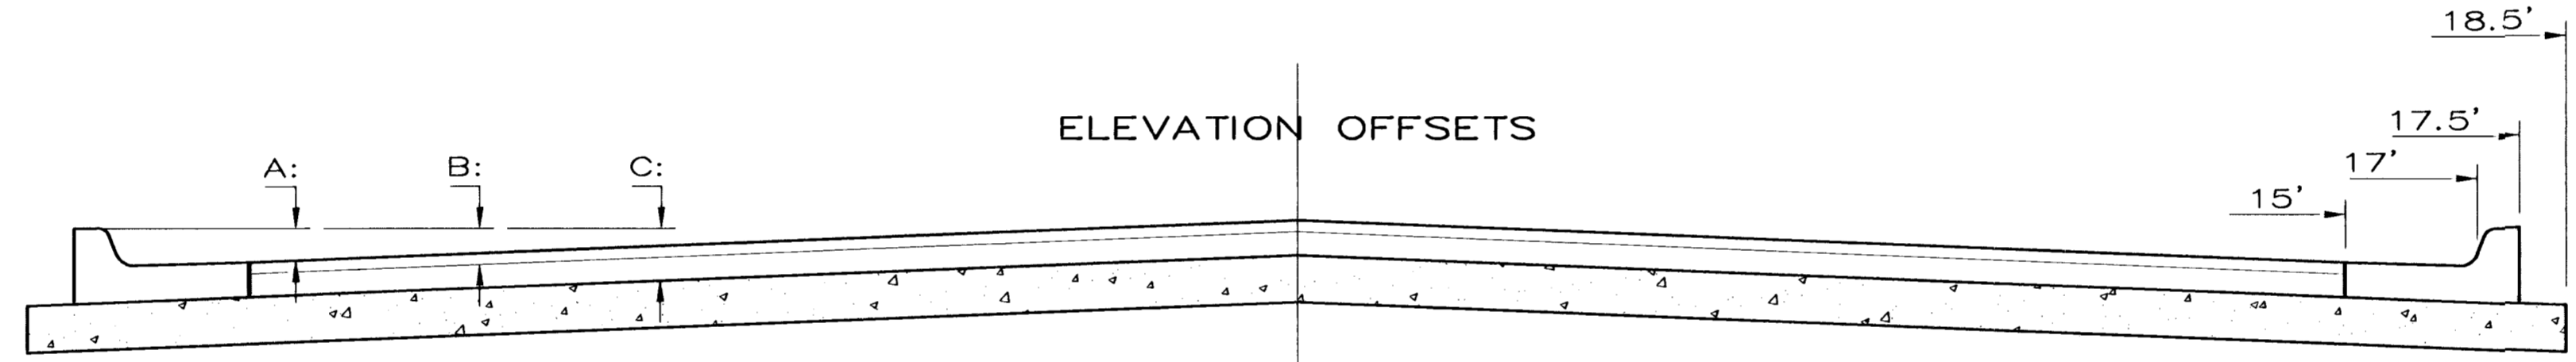 18.5'
17.5'
ELEVATION OFFSETS
A: B: C:
17'
15'